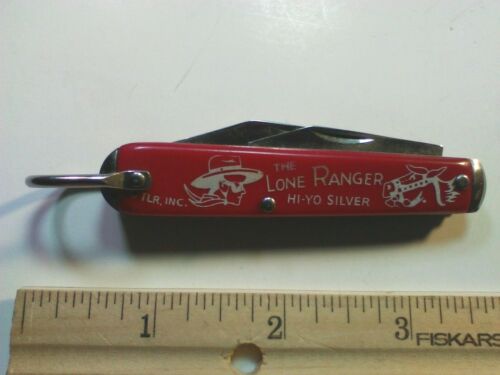 THE
LONE RANGER
HI-YO SILVER
TLR, INC.
1 2 3 FISKARS